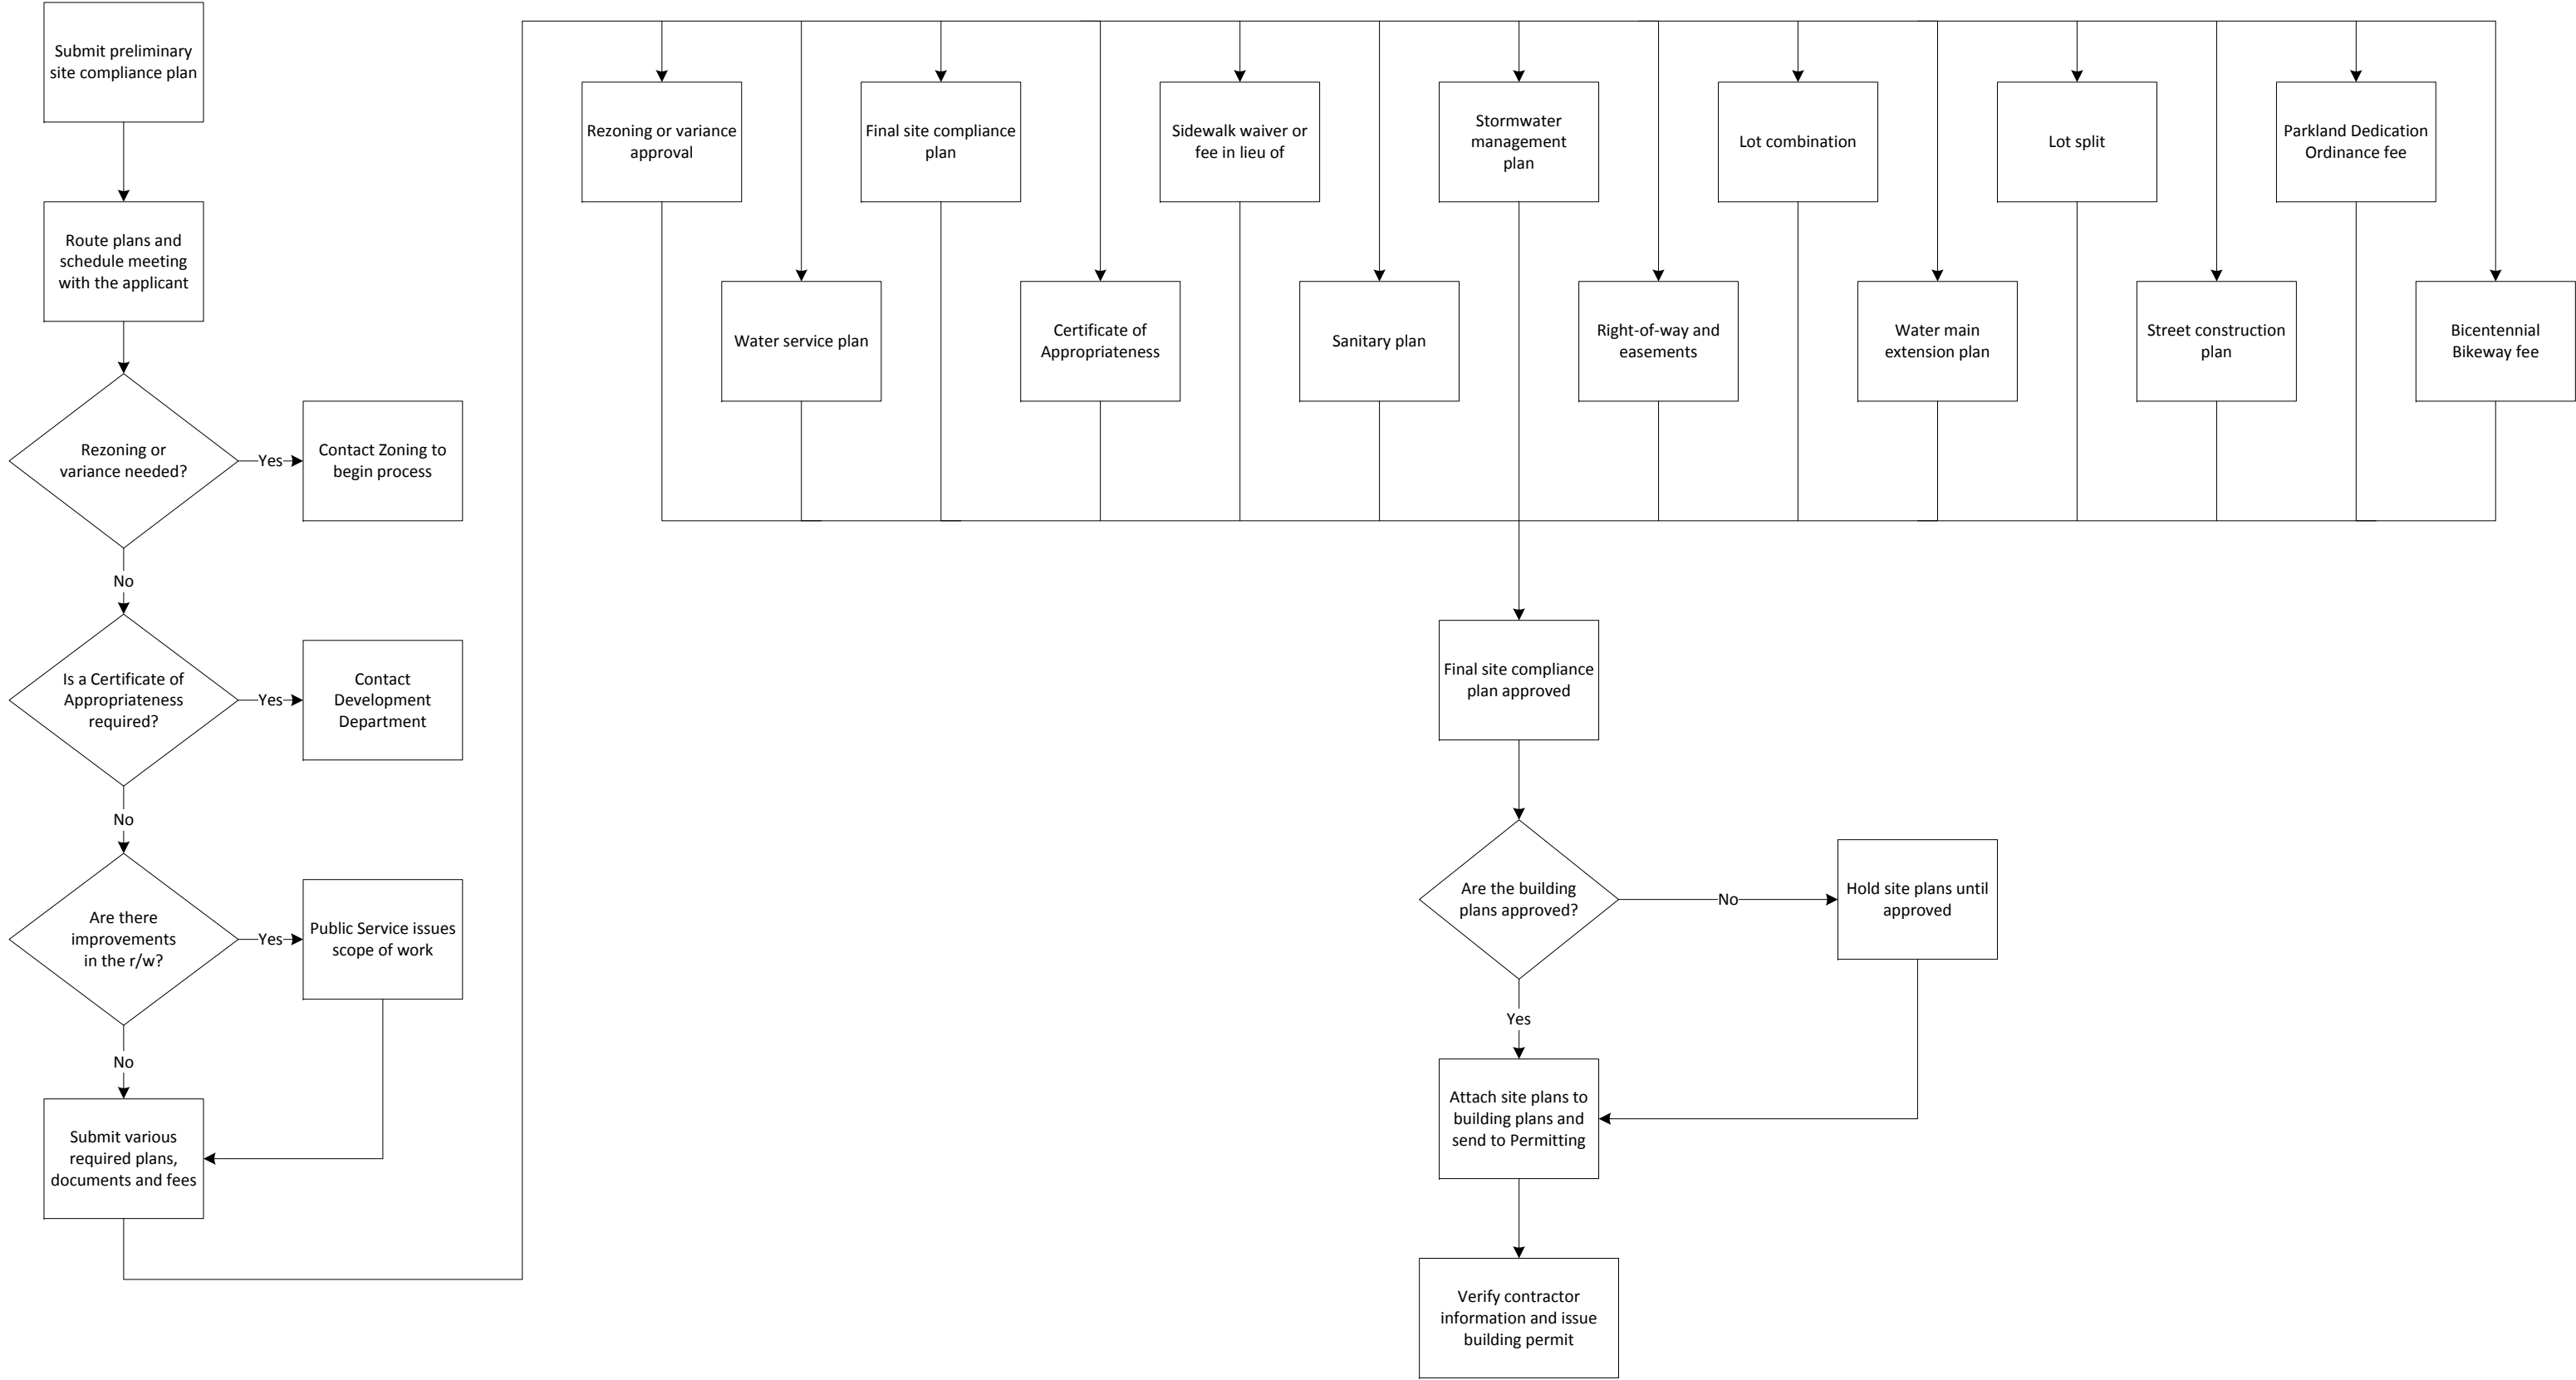 Submit preliminary
site compliance plan
Route plans and
schedule meeting
with the applicant
Rezoning or
variance needed?
Yes
Contact Zoning to
begin process
No
Is a Certificate of
Appropriateness
required?
Yes
Contact
Development
Department
No
Are there
improvements
in the r/w?
Yes
Public Service issues
scope of work
No
Submit various
required plans,
documents and fees
Rezoning or variance
approval
Final site compliance
plan
Sidewalk waiver or
fee in lieu of
Stormwater
management
plan
Lot combination
Lot split
Parkland Dedication
Ordinance fee
Water service plan
Certificate of
Appropriateness
Sanitary plan
Right-of-way and
easements
Water main
extension plan
Street construction
plan
Bicentennial
Bikeway fee
Final site compliance
plan approved
Are the building
plans approved?
No
Hold site plans until
approved
Yes
Attach site plans to
building plans and
send to Permitting
Verify contractor
information and issue
building permit